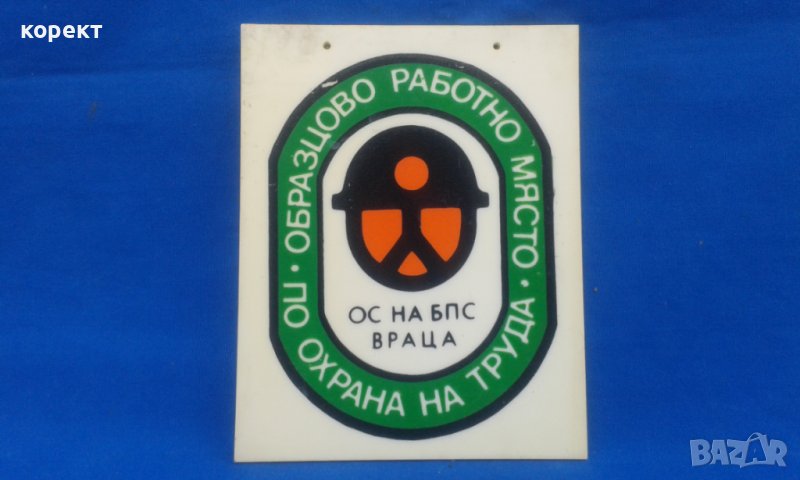 корект
ОБРАЗЦОВО РАБОТНО МЯСТО •
ПО ОХРАНА НА ТРУДА •
ОС НА БПС
ВРАЦА
BAZAR